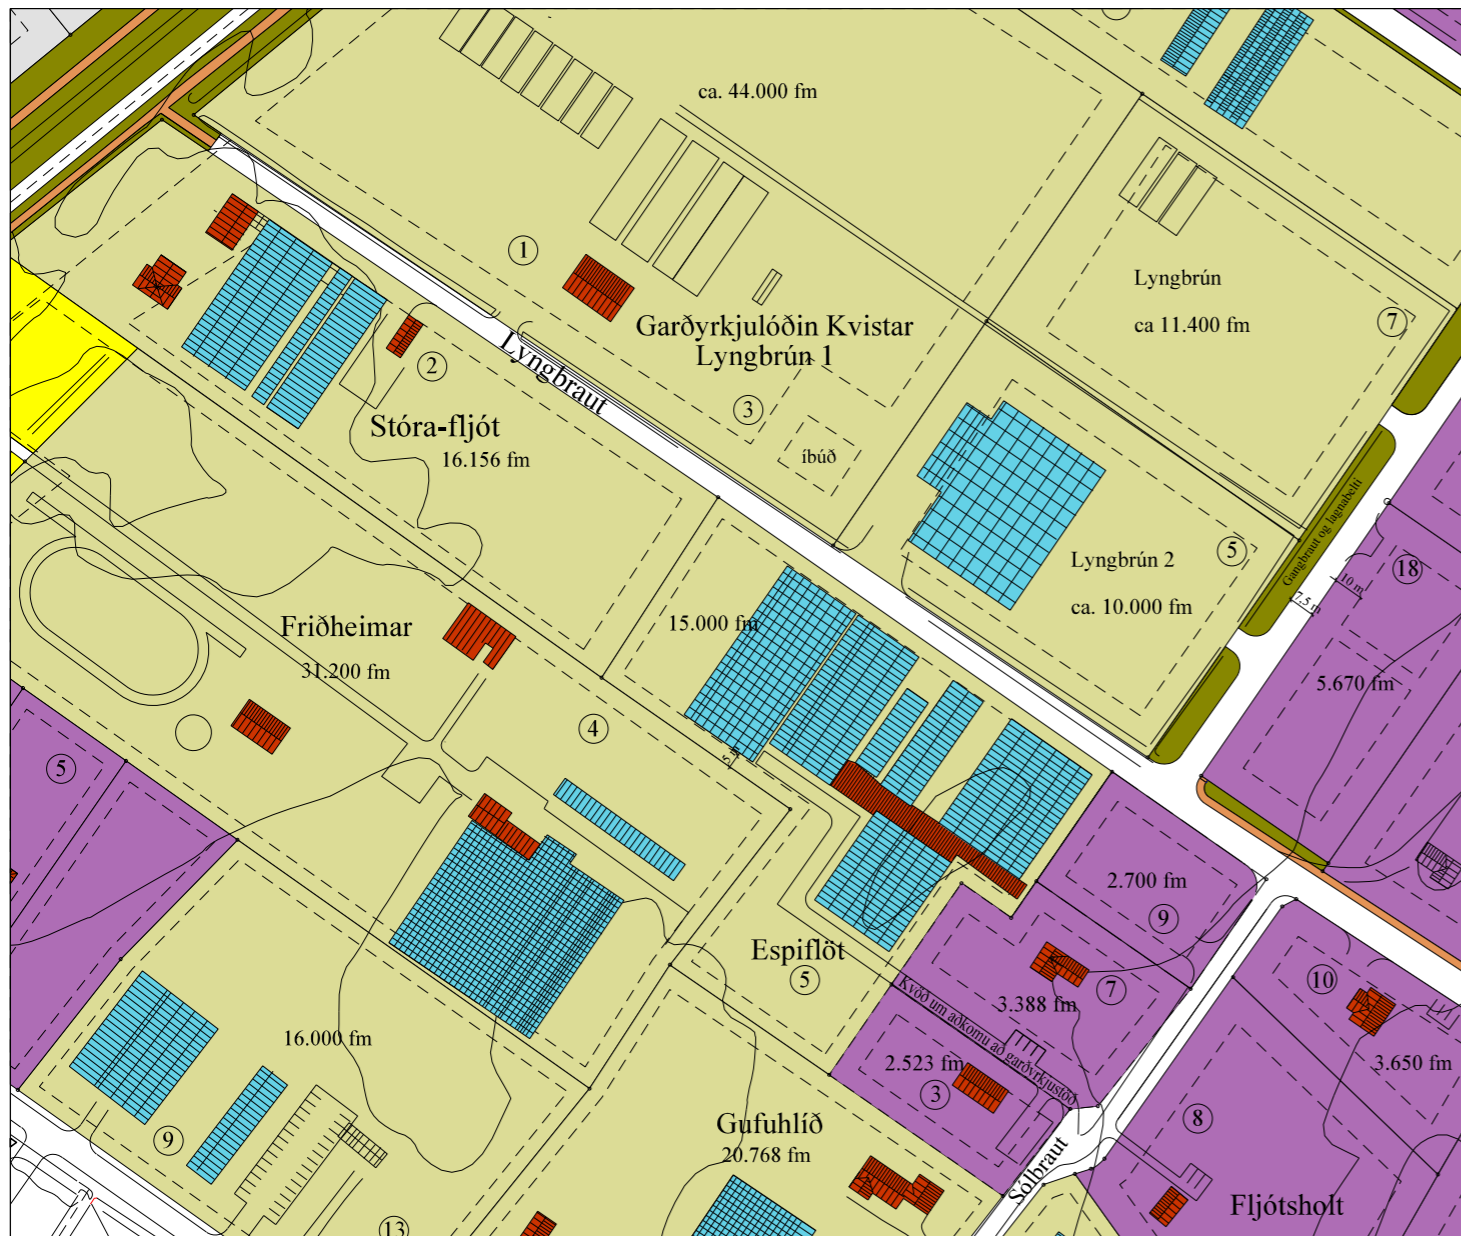 ca. 44.000 fm
1
Lyngbrún
ca 11.400 fm
7
Garðyrkjulóðin Kvistar
Lyngbrún 1
2
Lyngbraut
3
Stóra-fljót
16.156 fm
íbúð
Gangbraut og lagnabelti
5
Lyngbrún 2
ca. 10.000 fm
18
10 m
7,5 m
15.000 fm
Friðheimar
31.200 fm
5.670 fm
4
5
5 m
2.700 fm
9
Espiflöt
5
10
7
3.388 fm
Kvöð um aðkomu að garðyrkjustöð
16.000 fm
2.523 fm
3
3.650 fm
9
Gufuhlíð
20.768 fm
8
Sólbraut
Fljótsholt
13